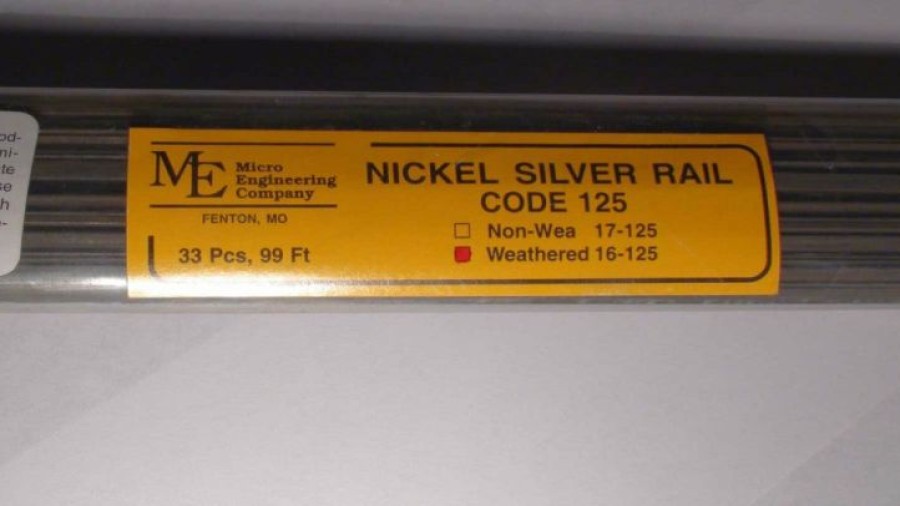 ME Micro
Engineering
Company
FENTON, MO
33 Pcs, 99 Ft
NICKEL SILVER RAIL
CODE 125
Non-Wea 17-125
Weathered 16-125